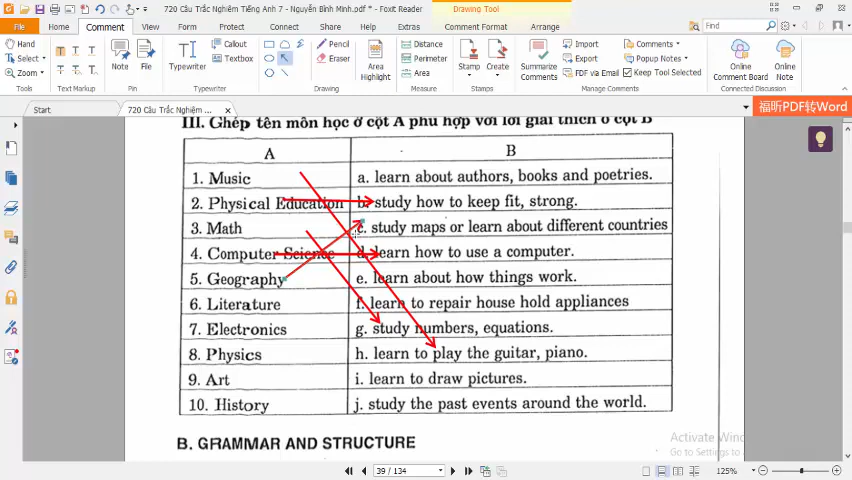 720 Câu Trắc Nghiệm Tiếng Anh 7 - Nguyễn Bình Minh.pdf * - Foxit Reader
Drawing Tool
File Home Comment View Form Protect Share Connect Help Extras Comment Format Arrange
Find
Hand
Select
Zoom
Typewriter
Note
File
Callout
Textbox
Pencil
Eraser
Area Highlight
Distance
Perimeter
Area
Stamp
Create
Summarize Comments
Import
Export
FDF via Email
Comments
Popup Notes
Keep Tool Selected
Online Comment Board
Online Com Send
Typewriter
Drawing
Measure
Stamps
Manage Comments
Connected Discussion
Start
720 Câu Trắc Nghiệm ...
福昕PDF转Word
III. Ghép tên môn học ở cột A phù hợp với lời giải thích ở cột B
A B
1. Music a. learn about authors, books and poetries.
2. Physical Education b. study how to keep fit, strong.
3. Math c. study maps or learn about different countries
4. Computer Science d. learn how to use a computer.
5. Geography e. learn about how things work.
6. Literature f. learn to repair house hold appliances
7. Electronics g. study numbers, equations.
8. Physics h. learn to play the guitar, piano.
9. Art i. learn to draw pictures.
10. History j. study the past events around the world.
B. GRAMMAR AND STRUCTURE
Activate Wind
Go to Settings to
39 / 134
125%